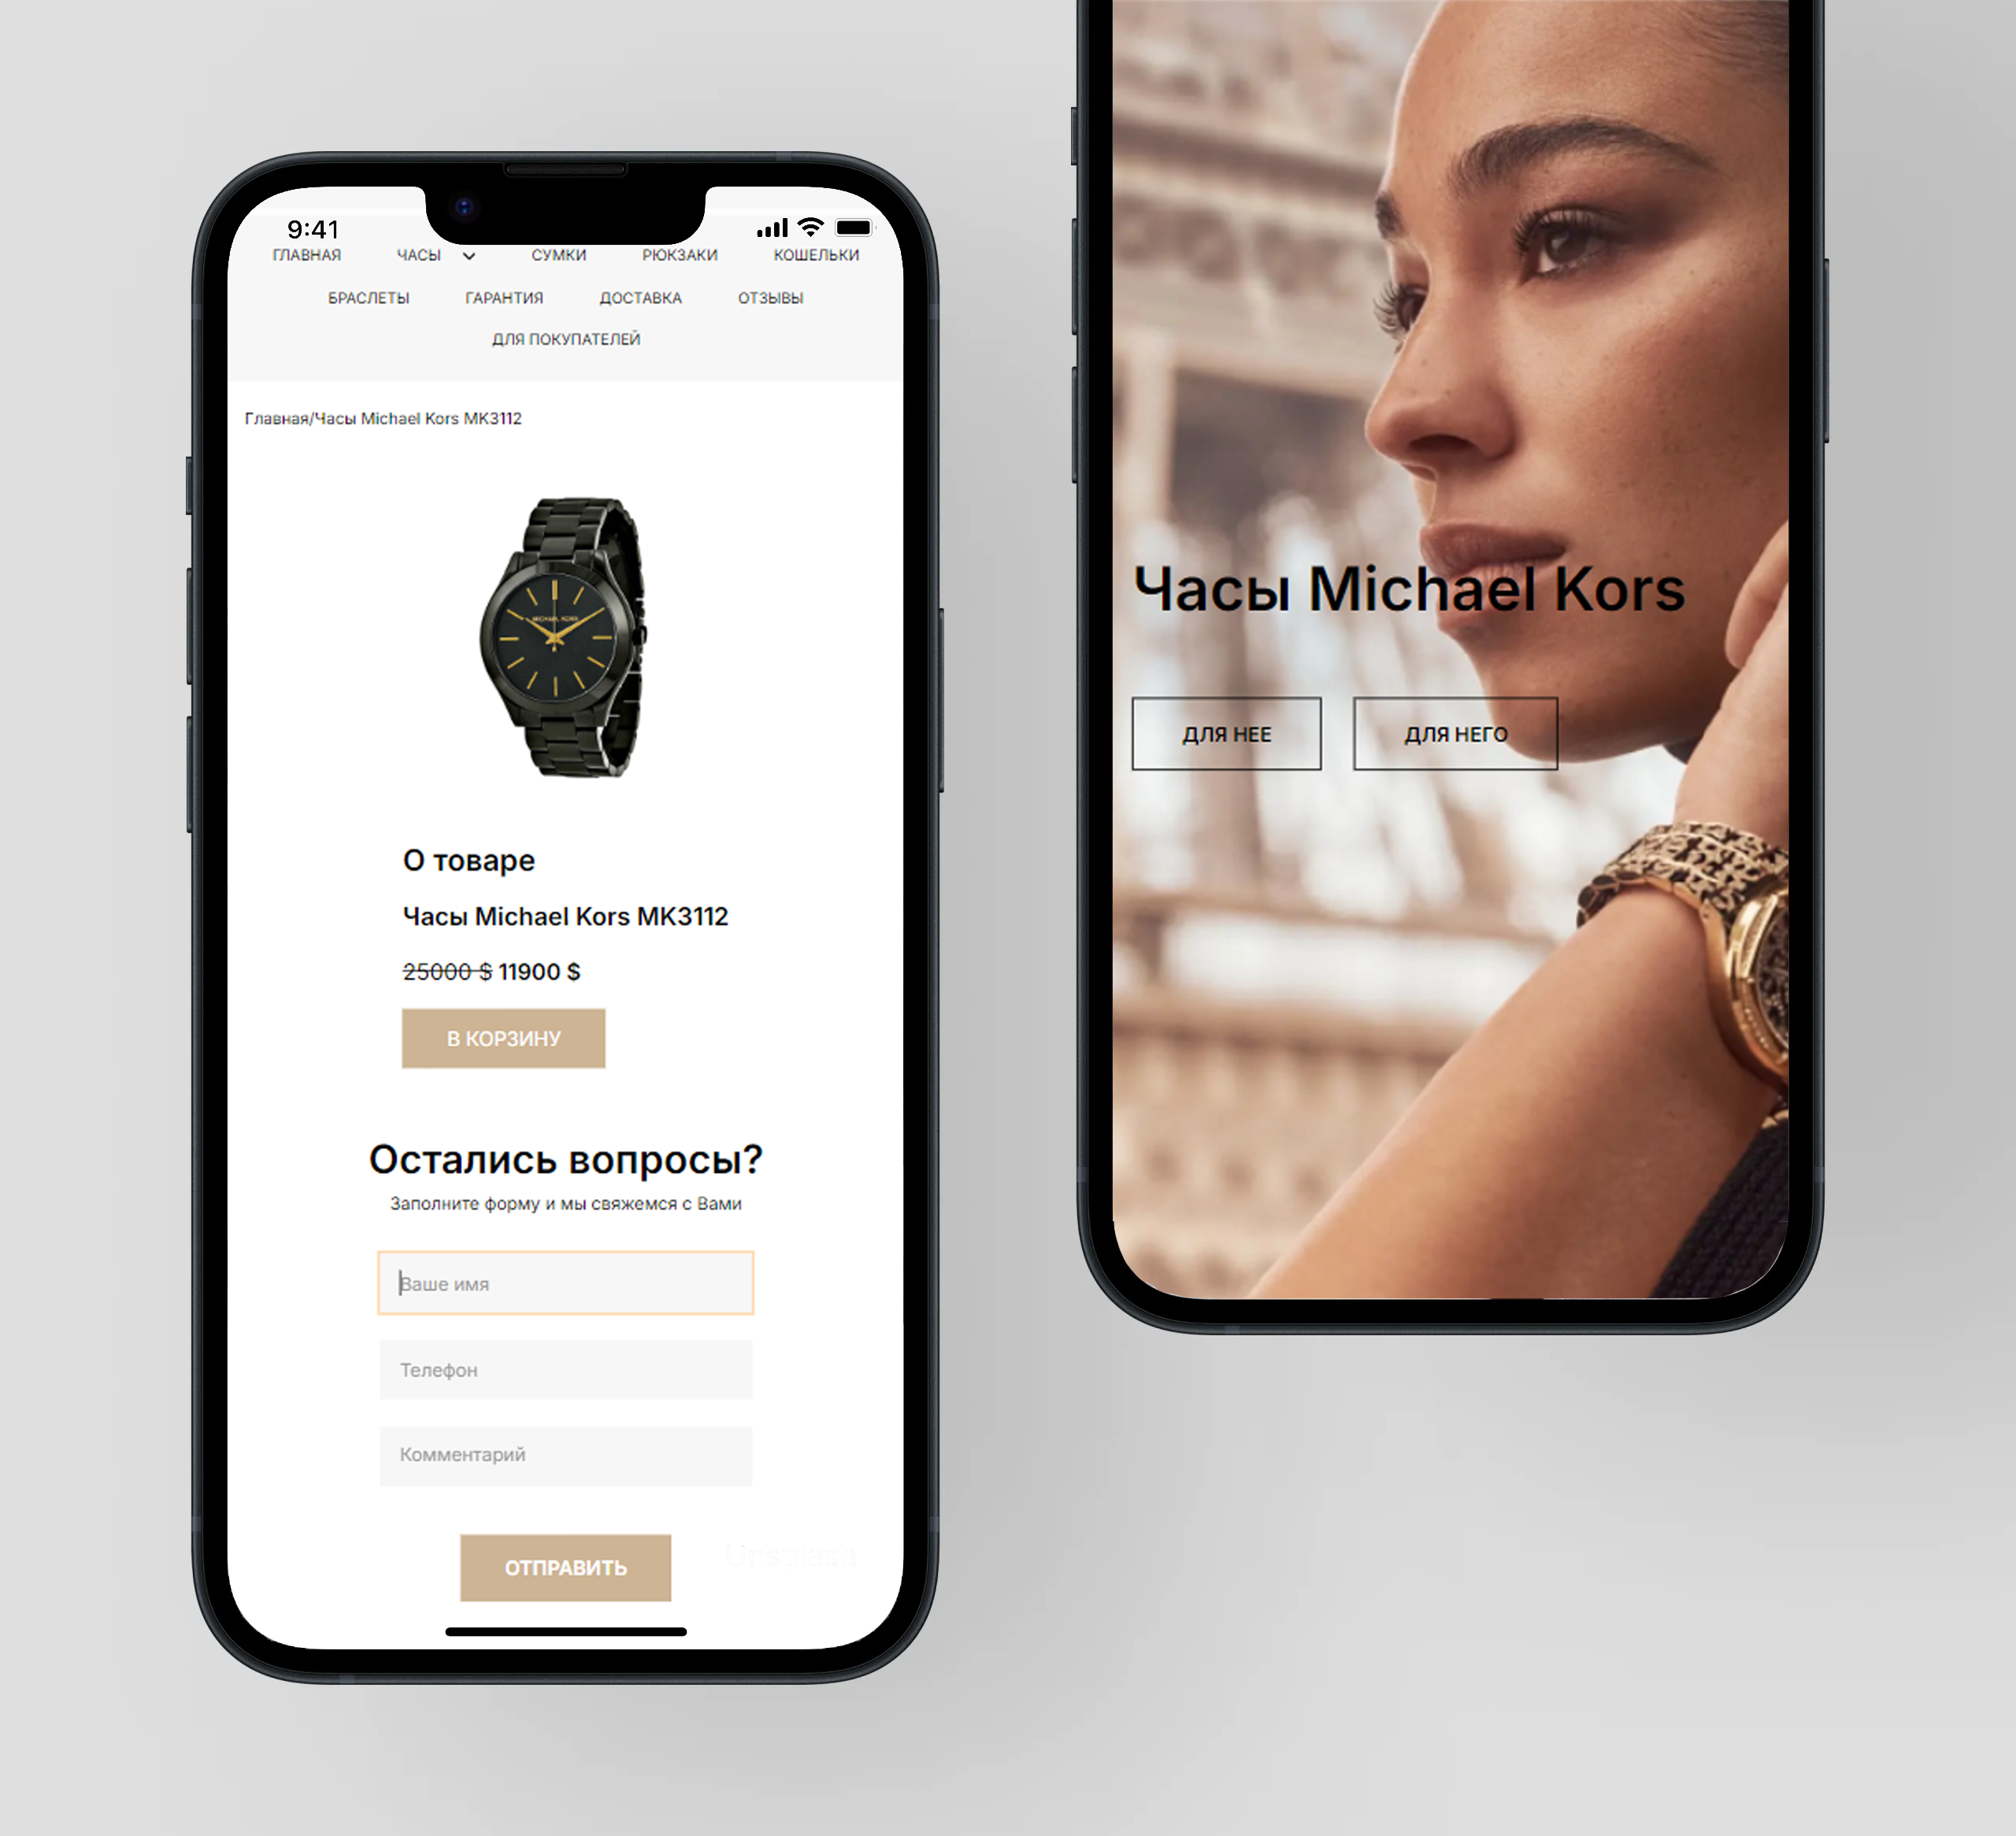 9:41
ГЛАВНАЯ ЧАСЫ СУМКИ РЮКЗАКИ КОШЕЛЬКИ
БРАСЛЕТЫ ГАРАНТИЯ ДОСТАВКА ОТЗЫВЫ
ДЛЯ ПОКУПАТЕЛЕЙ
Главная/Часы Michael Kors MK3112
MICHAEL KORS
О товаре
Часы Michael Kors MK3112
25000 $ 11900 $
В КОРЗИНУ
Остались вопросы?
Заполните форму и мы свяжемся с Вами
Ваше имя
Телефон
Комментарий
ОТПРАВИТЬ
Unsplash
Часы Michael Kors
ДЛЯ НЕЕ ДЛЯ НЕГО